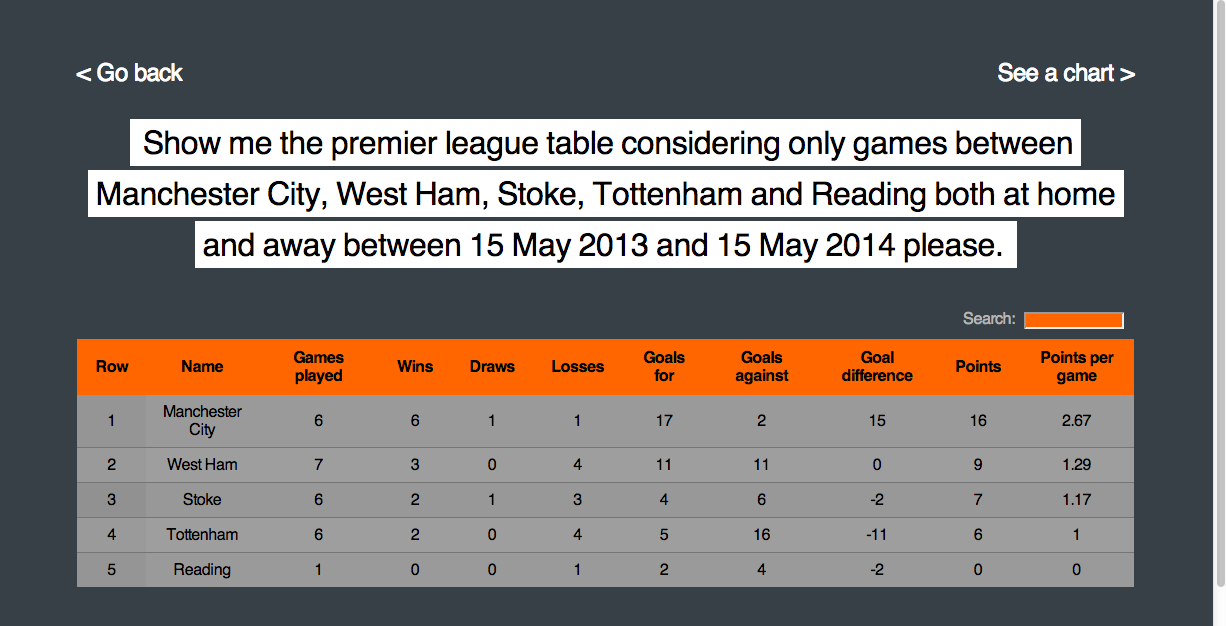 < Go back See a chart >
Show me the premier league table considering only games between
Manchester City, West Ham, Stoke, Tottenham and Reading both at home
and away between 15 May 2013 and 15 May 2014 please.
Search:
Row Name Games played Wins Draws Losses Goals for Goals against Goal difference Points Points per game
1 Manchester City 6 6 1 1 17 2 15 16 2.67
2 West Ham 7 3 0 4 11 11 0 9 1.29
3 Stoke 6 2 1 3 4 6 -2 7 1.17
4 Tottenham 6 2 0 4 5 16 -11 6 1
5 Reading 1 0 0 1 2 4 -2 0 0